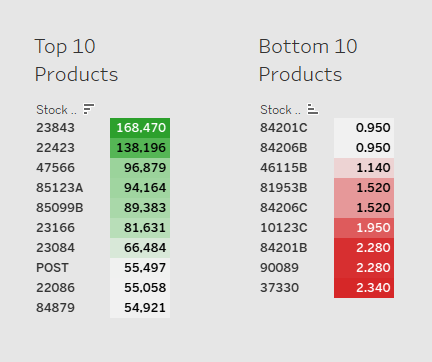 Top 10
Products
Stock ..
23843 168,470
22423 138,196
47566 96,879
85123A 94,164
85099B 89,383
23166 81,631
23084 66,484
POST 55,497
22086 55,058
84879 54,921
Bottom 10
Products
Stock ..
84201C 0.950
84206B 0.950
46115B 1.140
81953B 1.520
84206C 1.520
10123C 1.950
84201B 2.280
90089 2.280
37330 2.340